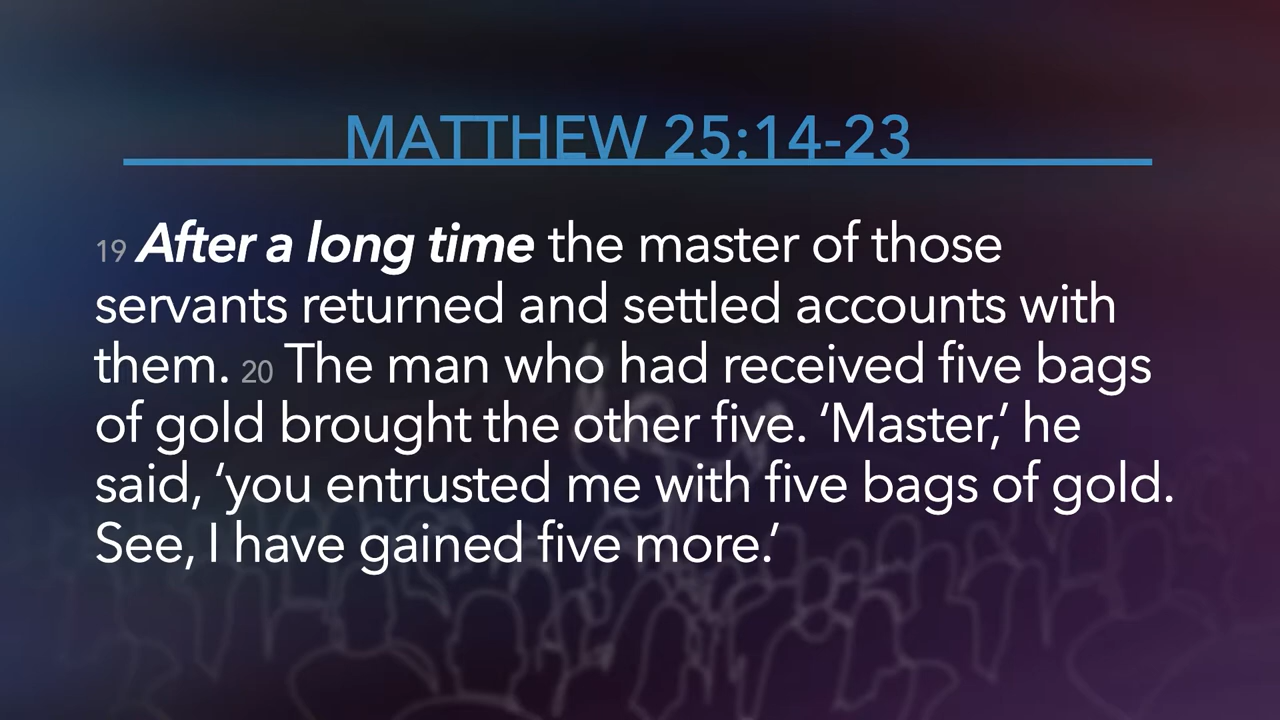 MATTHEW 25:14-23
19 After a long time the master of those
servants returned and settled accounts with
them. 20 The man who had received five bags
of gold brought the other five. ‘Master,’ he
said, ‘you entrusted me with five bags of gold.
See, I have gained five more.’